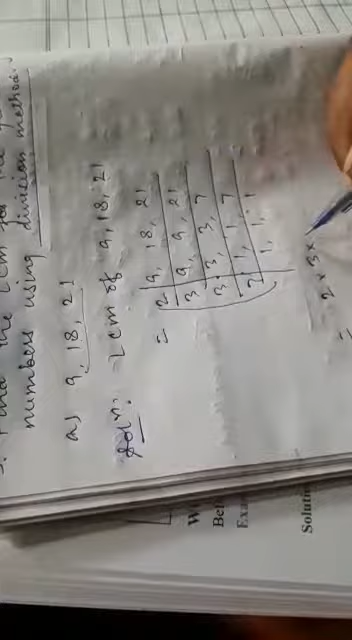 numbers using division method.
a) 9, 18, 21
Soln: LCM of 9, 18, 21
= 2 | 9, 18, 21
3 | 9, 9, 21
3 | 3, 3, 7
7 | 1, 1, 7
1, 1, 1
= 2 x 3 x
Solut